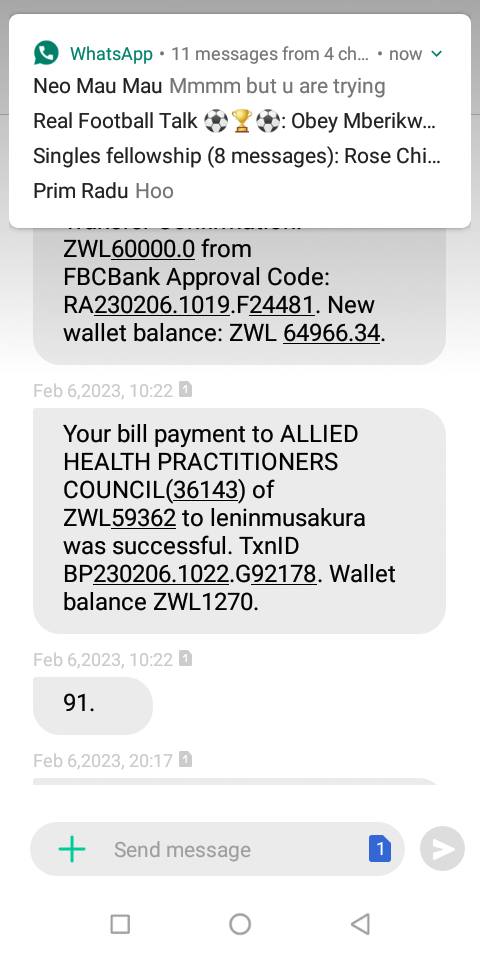 WhatsApp • 11 messages from 4 ch... • now
Neo Mau Mau Mmmm but u are trying
Real Football Talk ⚽🏆⚽: Obey Mberikw...
Singles fellowship (8 messages): Rose Chi...
Prim Radu Hoo
Transfer Confirmation:
ZWL60000.0 from
FBCBank Approval Code:
RA230206.1019.F24481. New
wallet balance: ZWL 64966.34.
Feb 6,2023, 10:22 1
Your bill payment to ALLIED
HEALTH PRACTITIONERS
COUNCIL(36143) of
ZWL59362 to leninmusakura
was successful. TxnID
BP230206.1022.G92178. Wallet
balance ZWL1270.
Feb 6,2023, 10:22 1
91.
Feb 6,2023, 20:17 1
Send message 1